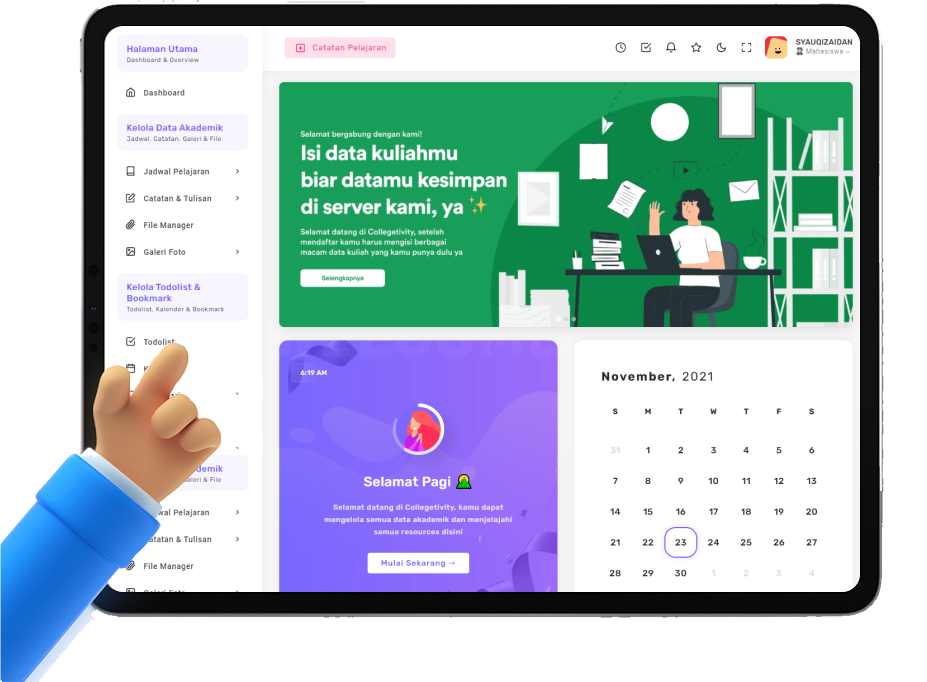 Halaman Utama
Dashboard & Overview
Dashboard
Kelola Data Akademik
Jadwal, Catatan, Galeri & File
Jadwal Pelajaran
Catatan & Tulisan
File Manager
Galeri Foto
Kelola Todolist &
Bookmark
Todolist, Kalender & Bookmark
Todolist
K
demik
aleri & File
wal Pelajaran
tatan & Tulisan
File Manager
Galeri Foto
Catatan Pelajaran
SYAUQIZAIDAN
Mahasiswa
Selamat bergabung dengan kami!
Isi data kuliahmu
biar datamu kesimpan
di server kami, ya ✨
Selamat datang di Collegetivity, setelah
mendaftar kamu harus mengisi berbagai
macam data kuliah yang kamu punya dulu ya
Selengkapnya
6:19 AM
Selamat Pagi
Selamat datang di Collegetivity, kamu dapat
mengelola semua data akademik dan menjelajahi
semua resources disini
Mulai Sekarang →
November, 2021
S M T W T F S
31 1 2 3 4 5 6
7 8 9 10 11 12 13
14 15 16 17 18 19 20
21 22 23 24 25 26 27
28 29 30 1 2 3 4